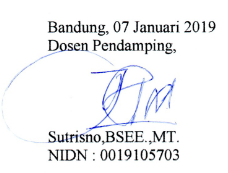 Bandung, 07 Januari 2019
Dosen Pendamping,
Sutrisno,BSEE.,MT.
NIDN : 0019105703